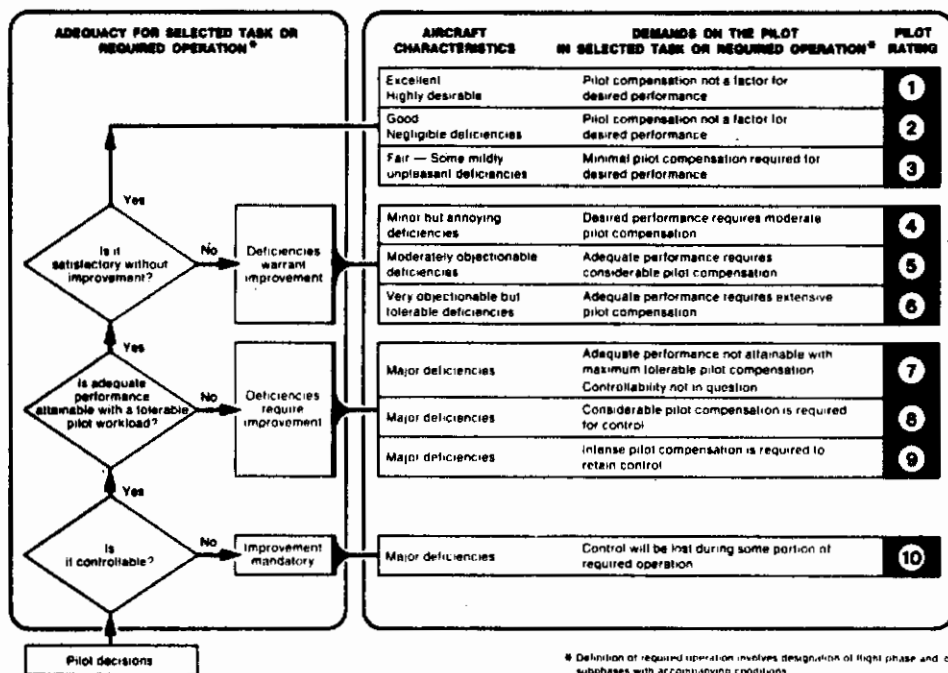 ADEQUACY FOR SELECTED TASK OR
REQUIRED OPERATION*
AIRCRAFT
CHARACTERISTICS
DEMANDS ON THE PILOT
IN SELECTED TASK OR REQUIRED OPERATION*
PILOT
RATING
Excellent
Highly desirable
Pilot compensation not a factor for
desired performance
1
Good
Negligible deficiencies
Pilot compensation not a factor for
desired performance
2
Fair — Some mildly
unpleasant deficiencies
Minimal pilot compensation required for
desired performance
3
Yes
Is it
satisfactory without
improvement?
No
Deficiencies
warrant
improvement
Minor but annoying
deficiencies
Desired performance requires moderate
pilot compensation
4
Moderately objectionable
deficiencies
Adequate performance requires
considerable pilot compensation
5
Very objectionable but
tolerable deficiencies
Adequate performance requires extensive
pilot compensation
6
Yes
Is adequate
performance
attainable with a tolerable
pilot workload?
No
Deficiencies
require
improvement
Major deficiencies
Adequate performance not attainable with
maximum tolerable pilot compensation
Controllability not in question
7
Major deficiencies
Considerable pilot compensation is required
for control
8
Major deficiencies
Intense pilot compensation is required to
retain control
9
Yes
Is
it controllable?
No
Improvement
mandatory
Major deficiencies
Control will be lost during some portion of
required operation
10
Pilot decisions
* Definition of required operation involves designation of flight phase and
subphases with accompanying conditions